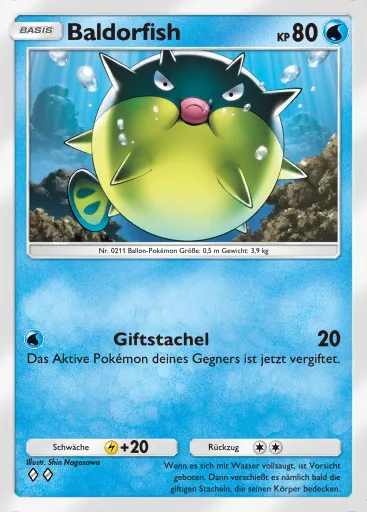 BASIS Baldorfish KP 80
Nr. 0211 Ballon-Pokémon Größe: 0,5 m Gewicht: 3,9 kg
Giftstachel 20
Das Aktive Pokémon deines Gegners ist jetzt vergiftet.
Schwäche +20 Rückzug
Illustr. Shin Nagasawa
Wenn es sich mit Wasser vollsaugt, ist Vorsicht
geboten. Dann verschießt es nämlich bald die
giftigen Stacheln, die seinen Körper bedecken.